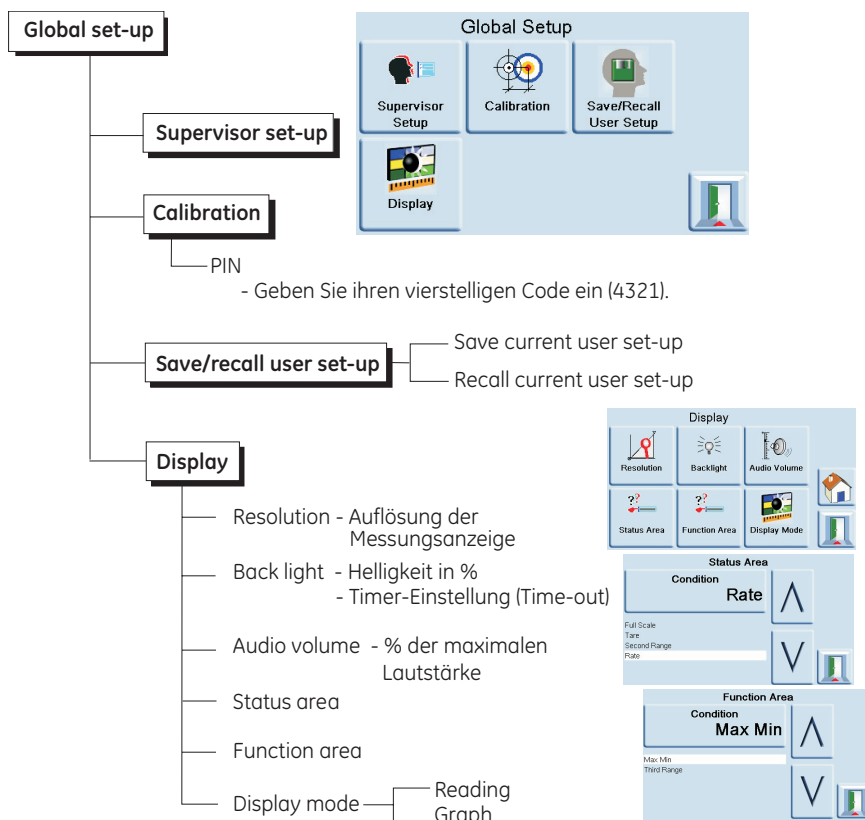 Global set-up
Global Setup
Supervisor
Setup
Calibration
Save/Recall
User Setup
Display
Supervisor set-up
Calibration
PIN
- Geben Sie ihren vierstelligen Code ein (4321).
Save/recall user set-up
Save current user set-up
Recall current user set-up
Display
Display
Resolution
Backlight
Audio Volume
??
Status Area
??
Function Area
Display Mode
Resolution - Auflösung der
Messungsanzeige
Back light - Helligkeit in %
- Timer-Einstellung (Time-out)
Audio volume - % der maximalen
Lautstärke
Status area
Function area
Display mode
Reading
Graph
Status Area
Condition
Rate
Full Scale
Tare
Second Range
Rate
Function Area
Condition
Max Min
Max Min
Third Range